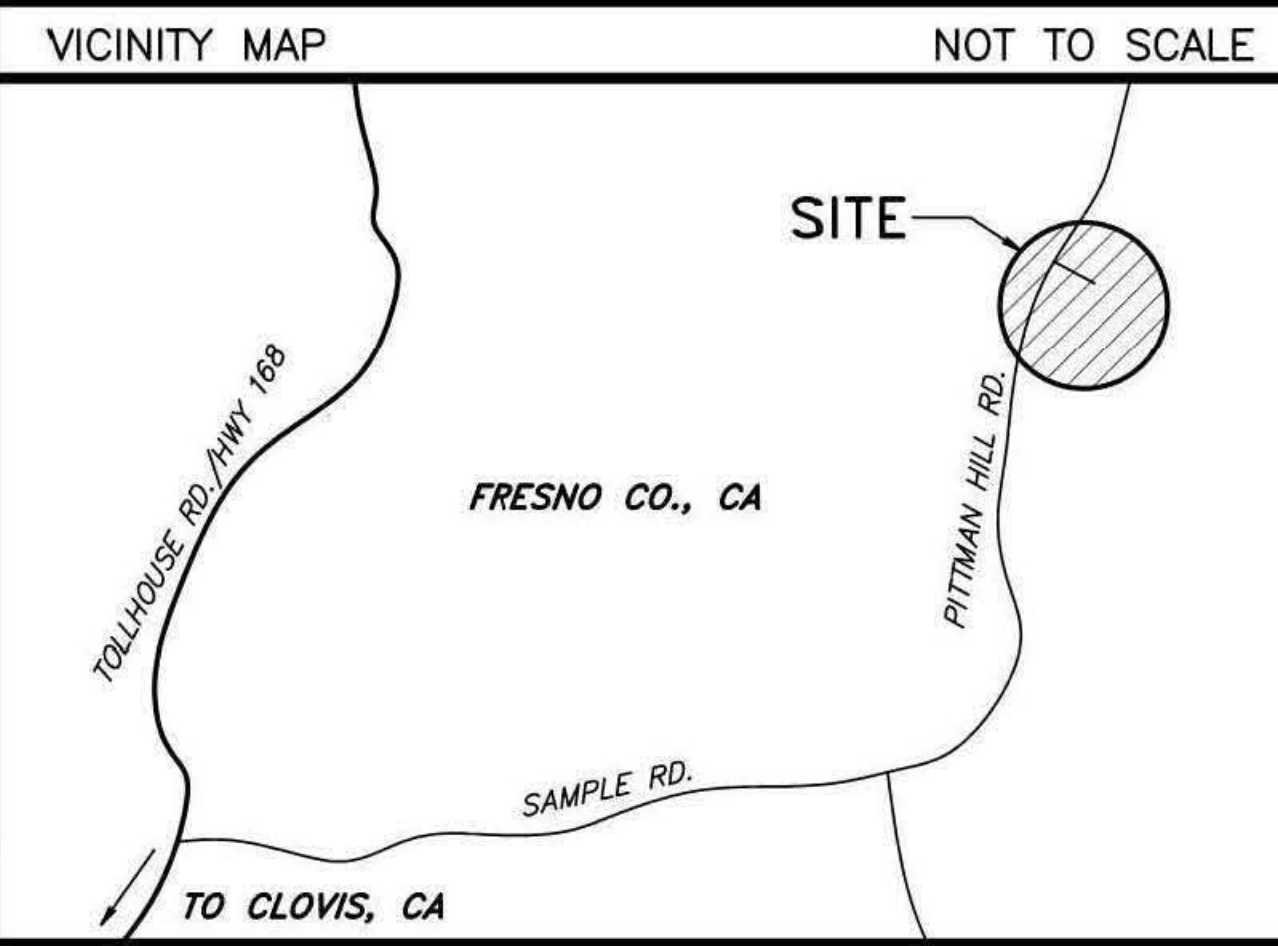 VICINITY MAP
NOT TO SCALE
SITE
TOLLHOUSE RD./HWY 168
FRESNO CO., CA
PITTMAN HILL RD.
SAMPLE RD.
TO CLOVIS, CA